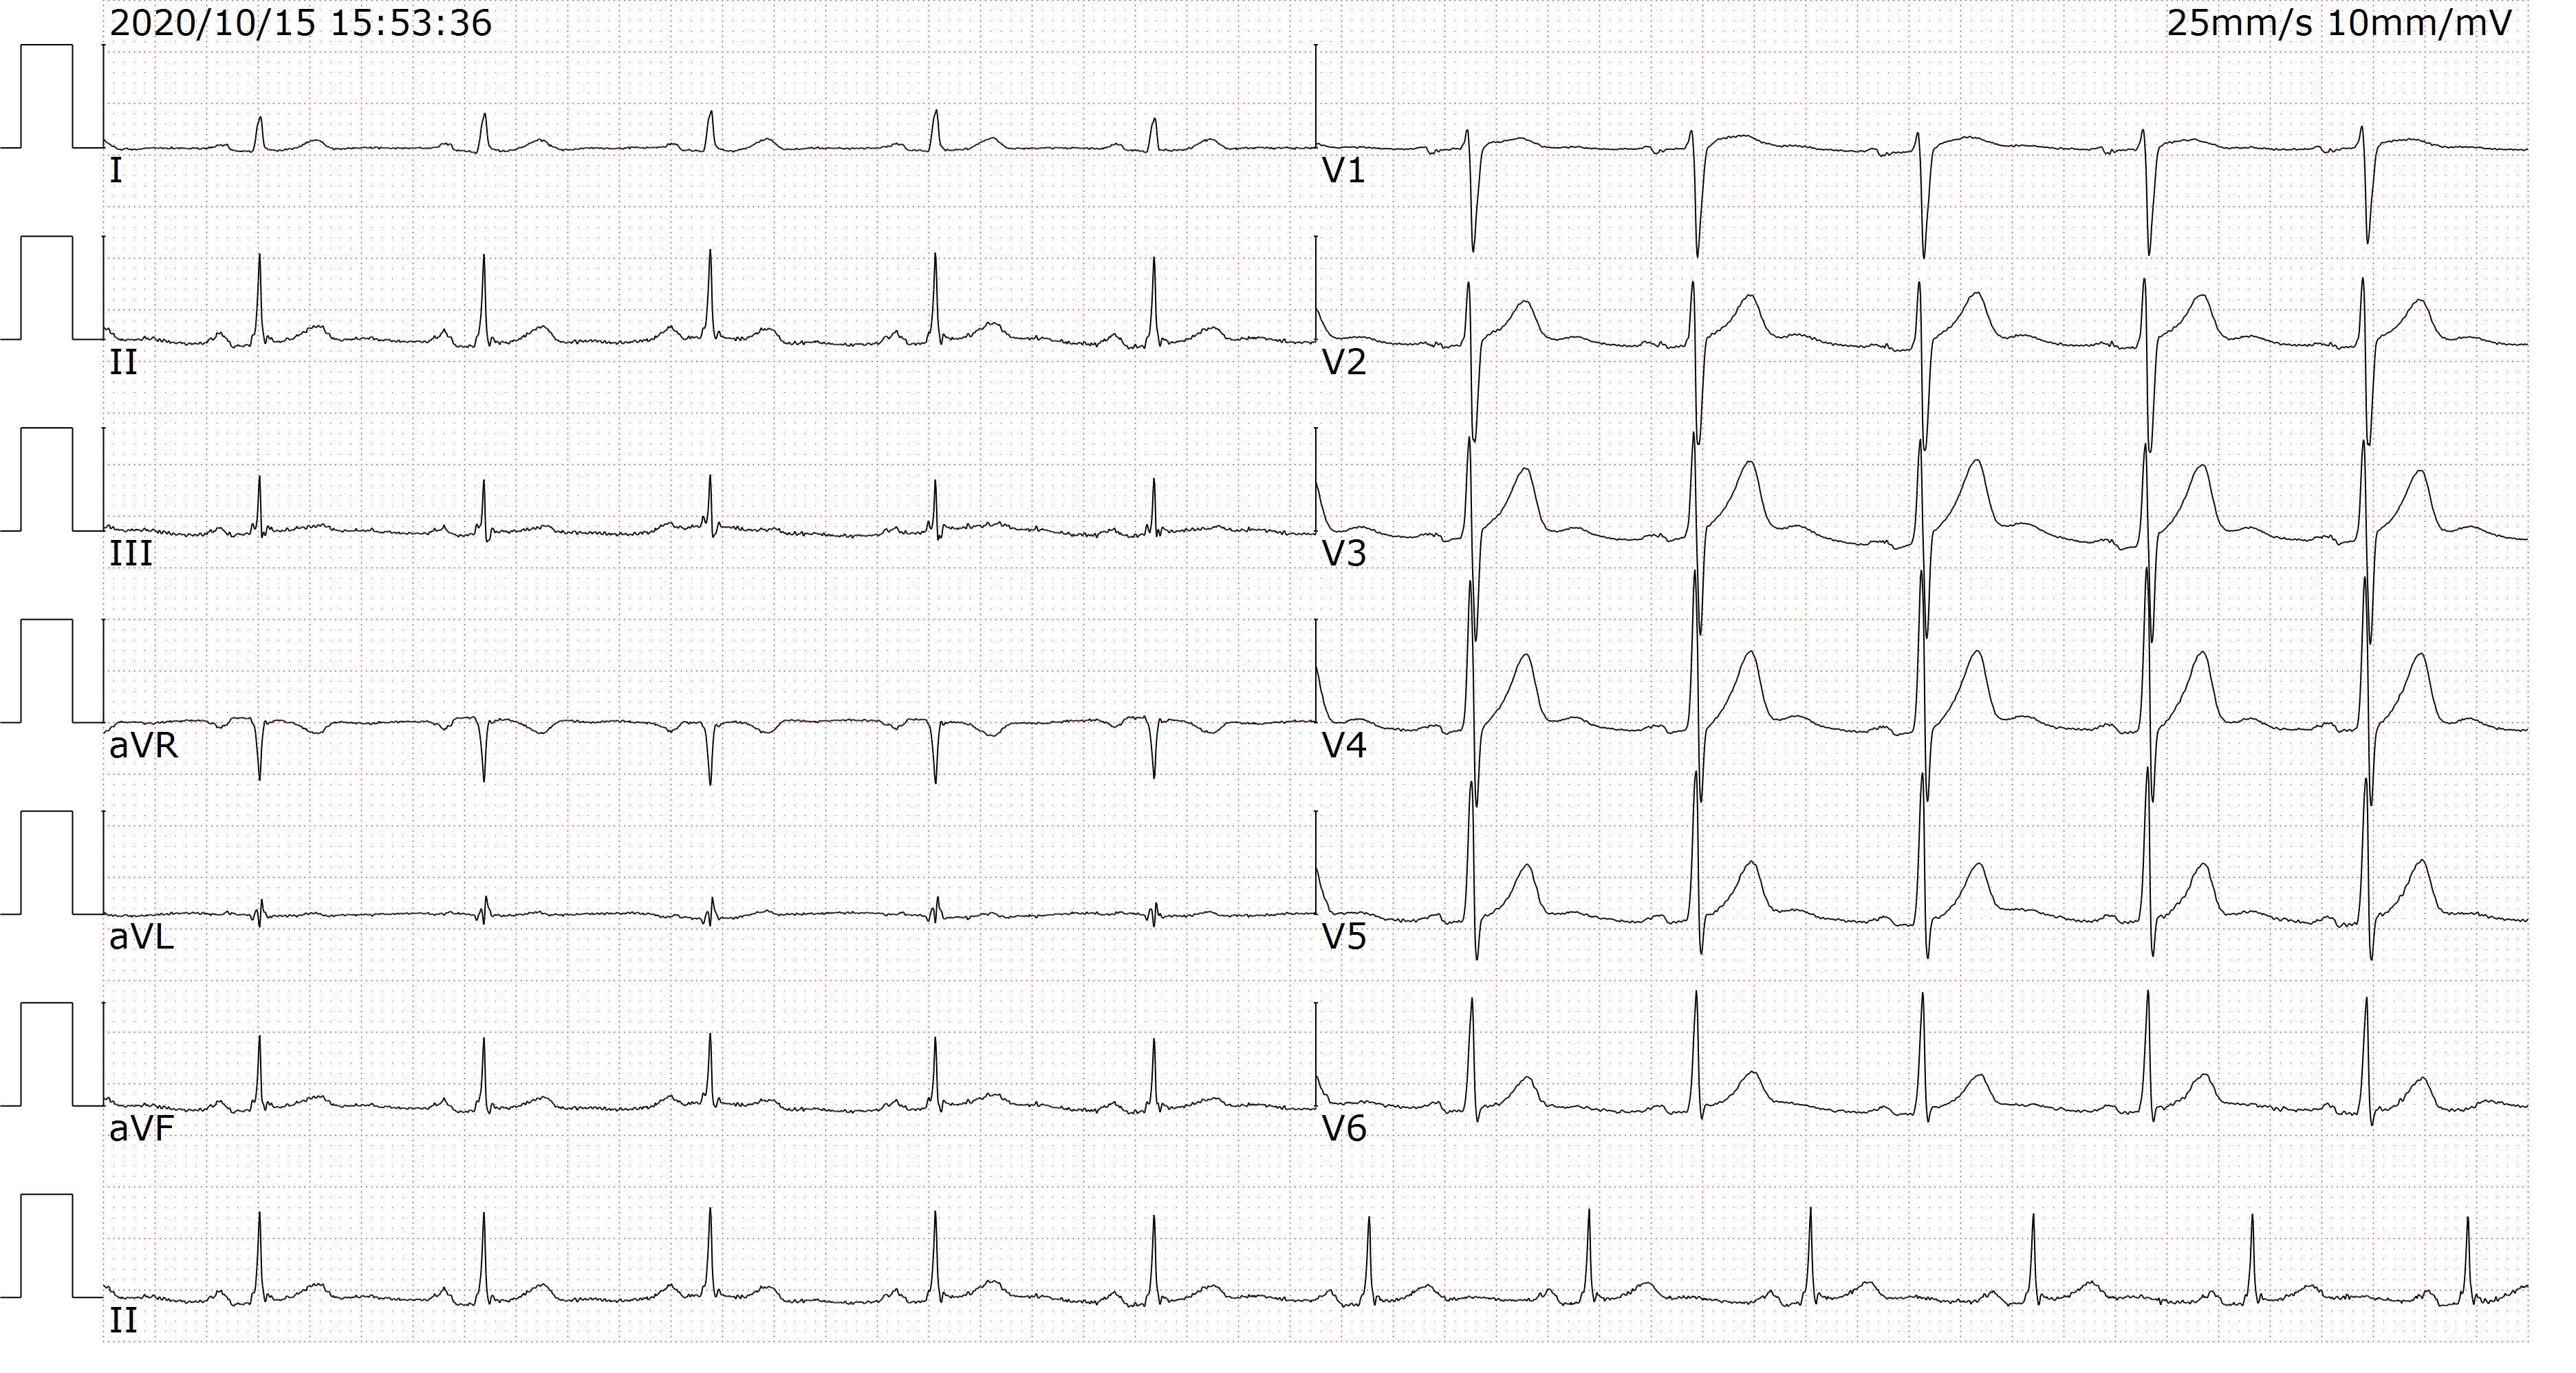 2020/10/15 15:53:36
25mm/s 10mm/mV
I
V1
II
V2
III
V3
aVR
V4
aVL
V5
aVF
V6
II